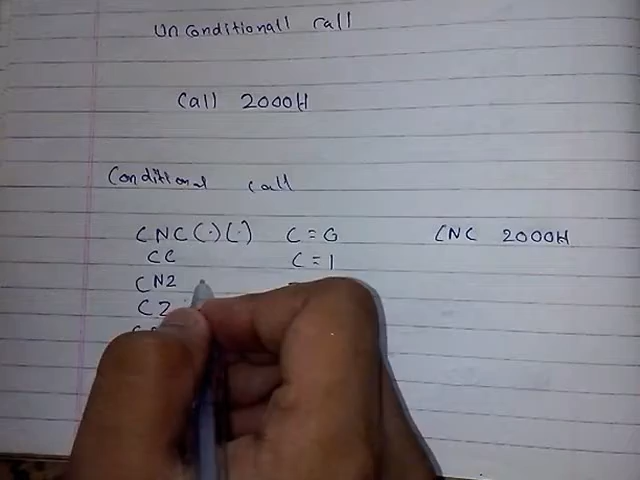 Unconditionall call
Call 2000H
Conditional call
CNC(·)(·) C=0 CNC 2000H
CC C=1
CNZ
CZ